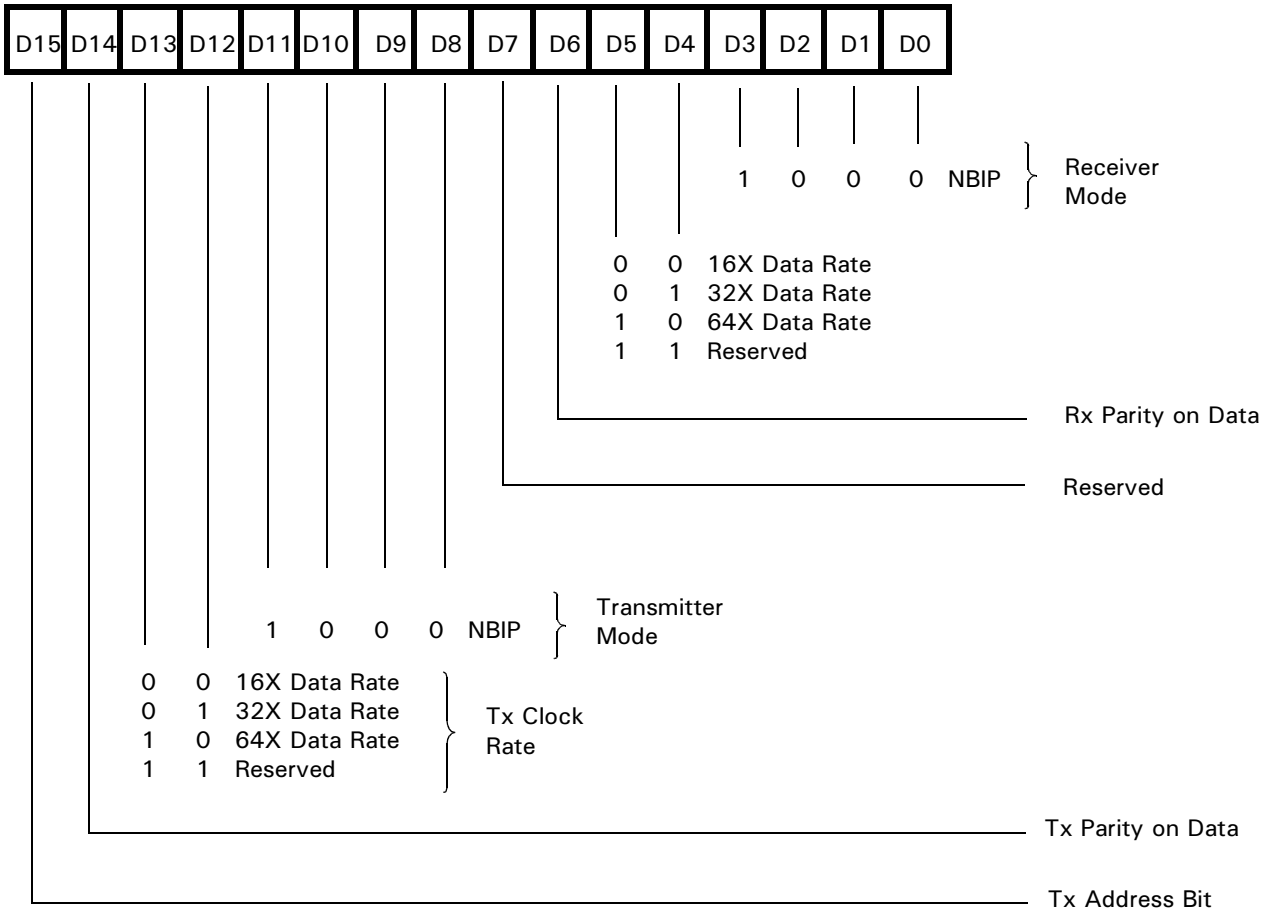 D15 D14 D13 D12 D11 D10 D9 D8 D7 D6 D5 D4 D3 D2 D1 D0
1 0 0 0 NBIP
Receiver
Mode
0 0 16X Data Rate
0 1 32X Data Rate
1 0 64X Data Rate
1 1 Reserved
Rx Parity on Data
Reserved
1 0 0 0 NBIP
Transmitter
Mode
0 0 16X Data Rate
0 1 32X Data Rate
1 0 64X Data Rate
1 1 Reserved
Tx Clock
Rate
Tx Parity on Data
Tx Address Bit